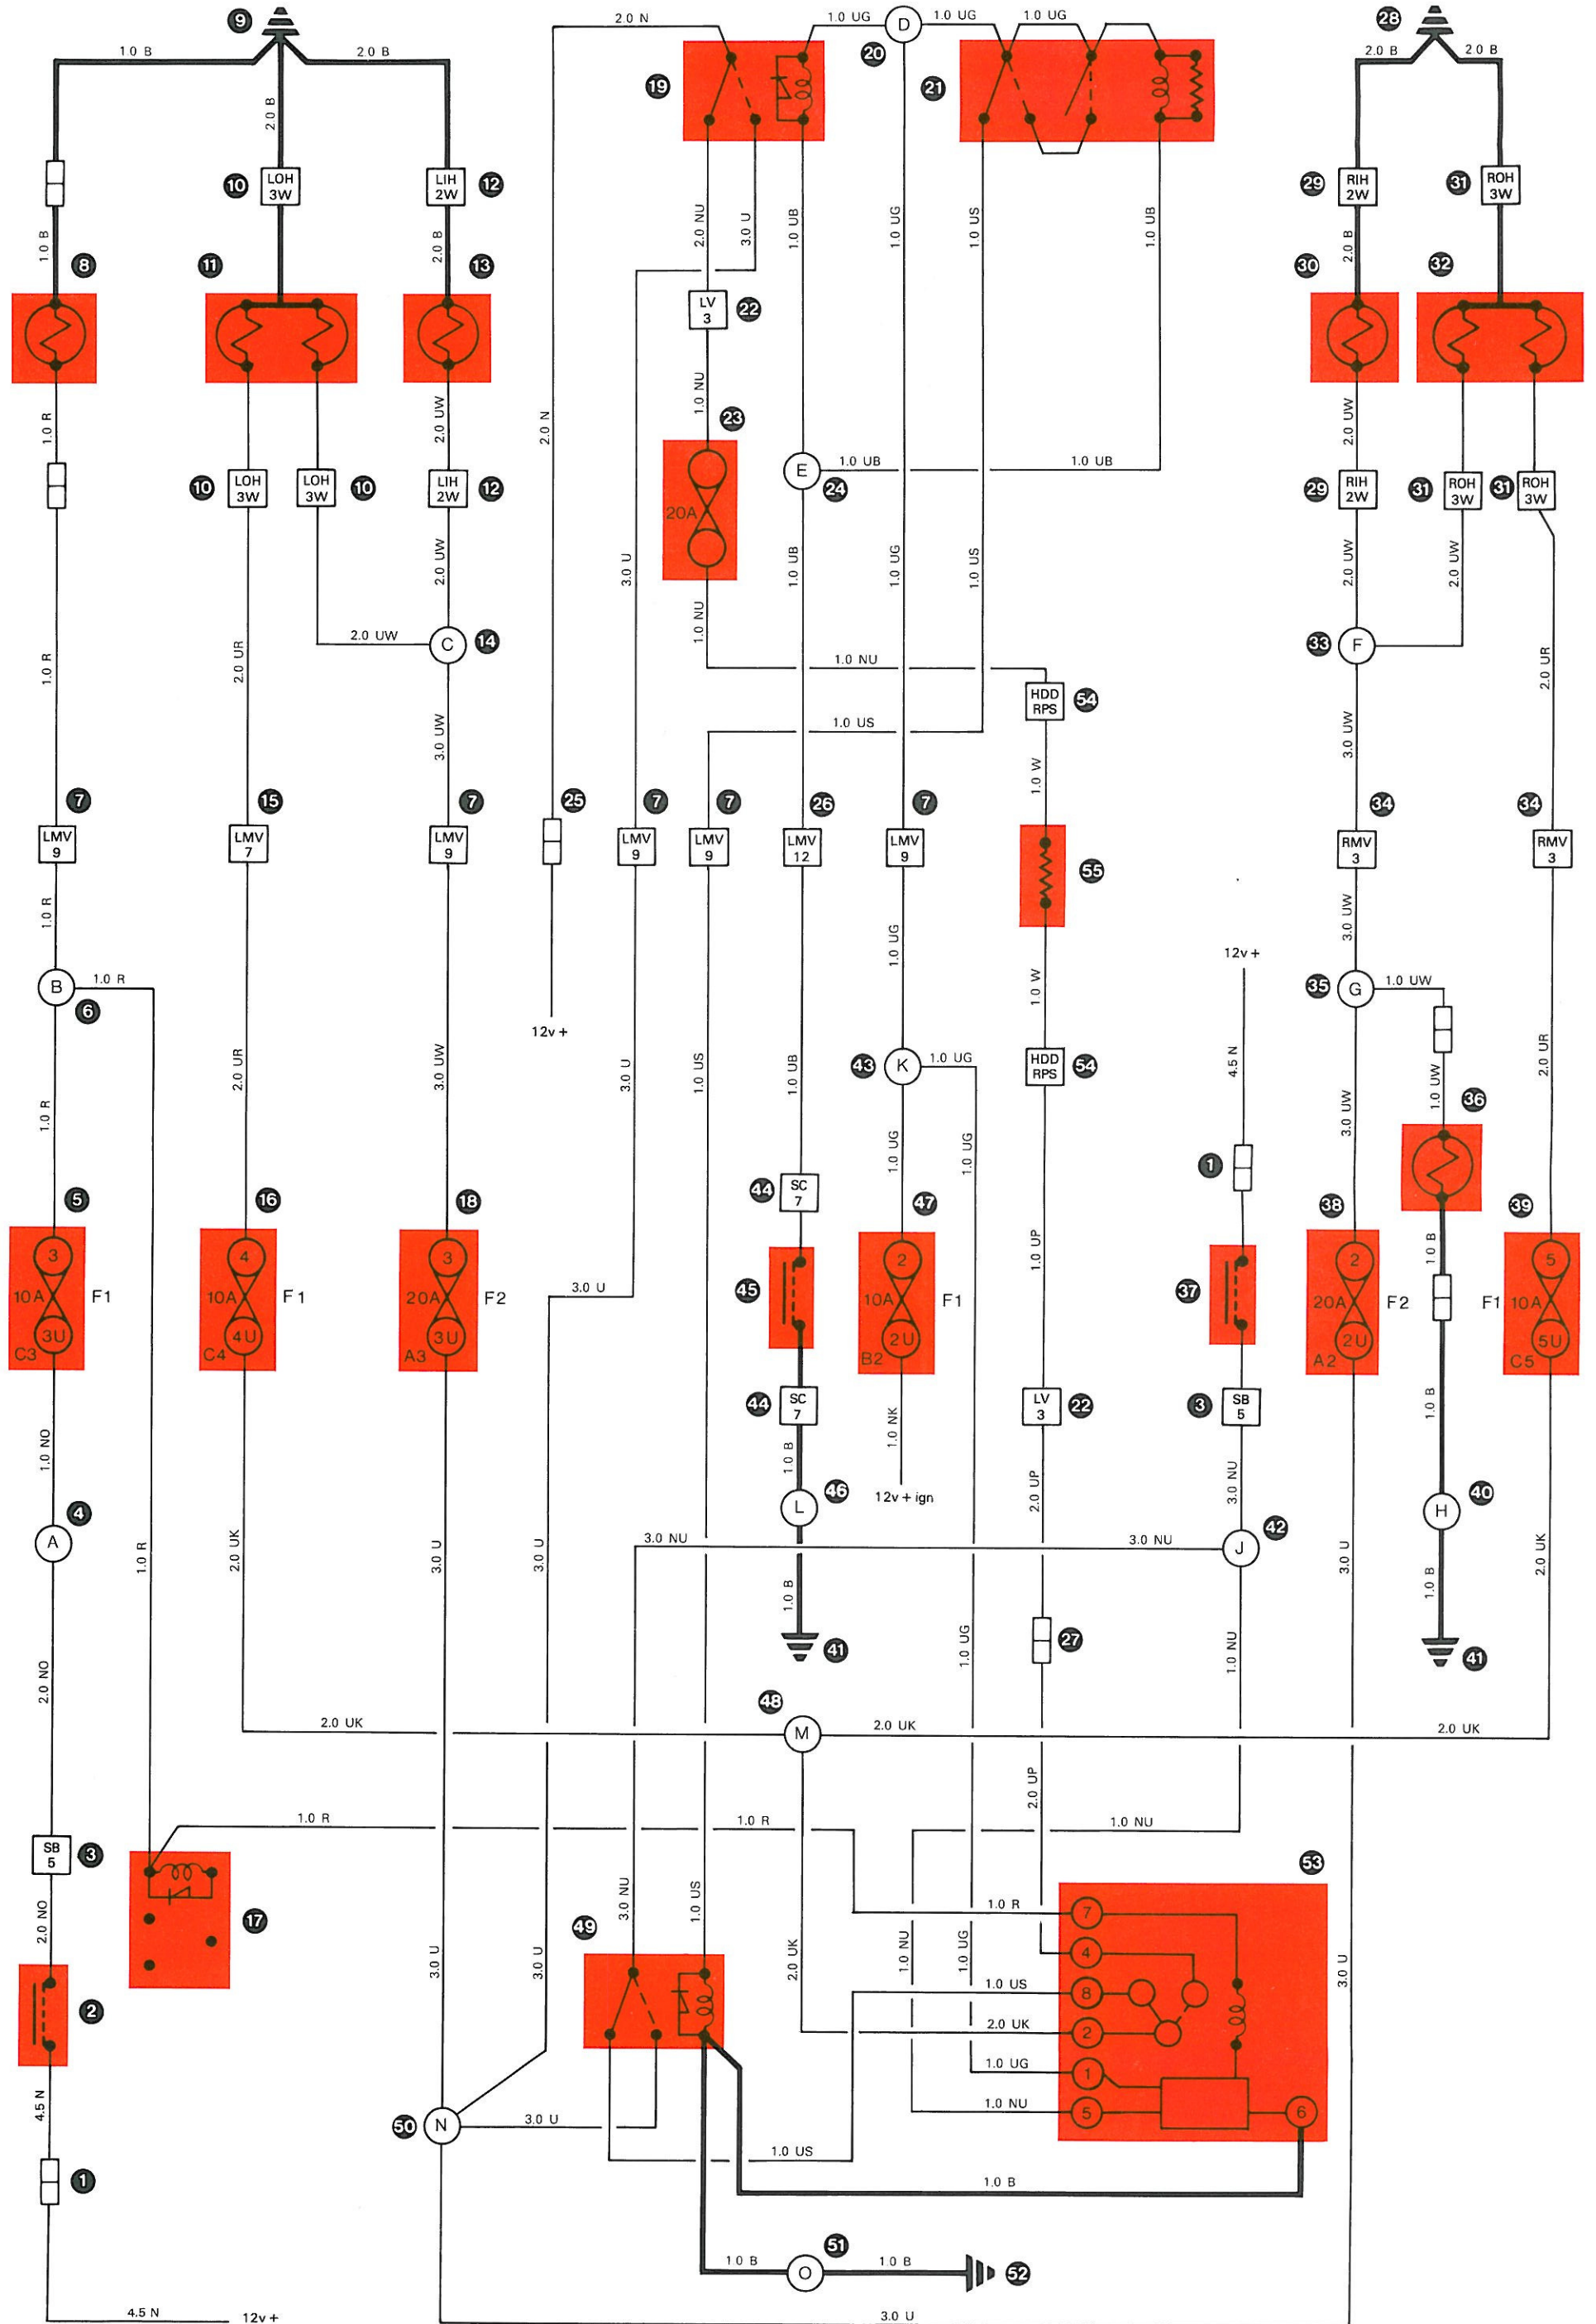 9
2.0 N
1.0 UG
D
1.0 UG
1.0 UG
28
1 0 B
2 0 B
20
2.0 B
2 0 B
19
21
2.0 B
10
LOH
3W
LIH
2W
12
29
RIH
2W
31
ROH
3W
1.0 B
2.0 B
2.0 NU
3.0 U
1.0 UB
1.0 UG
1.0 US
1.0 UB
2.0 B
8
11
13
30
32
LV
3
22
1.0 R
2.0 UW
2.0 N
1.0 NU
23
2.0 UW
20A
E
24
1.0 UB
1.0 UB
10
LOH
3W
LOH
3W
10
LIH
2W
12
29
RIH
2W
31
ROH
3W
31
ROH
3W
2.0 UW
3.0 U
1.0 UB
1.0 UG
1.0 US
2.0 UW
2.0 UW
1.0 R
2.0 UR
2.0 UW
C
14
1.0 NU
1.0 NU
33
F
2.0 UR
HDD
RPS
54
3.0 UW
1.0 US
3.0 UW
1.0 W
7
15
7
25
7
7
26
7
34
34
LMV
9
LMV
7
LMV
9
LMV
9
LMV
9
LMV
12
LMV
9
RMV
3
RMV
3
55
1.0 R
1.0 UG
3.0 UW
12v +
B
1.0 R
6
1.0 W
35
G
1.0 UW
12v +
1.0 R
2.0 UR
3.0 UW
3.0 U
1.0 US
1.0 UB
43
K
1.0 UG
HDD
RPS
54
4.5 N
3.0 UW
1.0 UW
2.0 UR
36
1.0 UG
1.0 UG
1
5
16
18
44
SC
7
47
38
39
1.0 UP
1.0 B
3
10A
3U
C3
F1
4
10A
4U
C4
F1
3
20A
3U
A3
F2
3.0 U
45
2
10A
2U
B2
F1
37
2
20A
2U
A2
F2
F1
5
10A
5U
C5
44
SC
7
LV
3
22
3
SB
5
1.0 NO
1.0 B
1.0 NK
2.0 UP
3.0 NU
1.0 B
L
46
12v + ign
H
40
4
A
1.0 R
2.0 UK
3.0 U
3.0 U
3.0 NU
3.0 NU
J
42
3.0 U
1.0 B
2.0 UK
1.0 B
41
1.0 UG
27
1.0 NU
41
2.0 NO
48
2.0 UK
M
2.0 UK
2.0 UK
2.0 UP
1.0 R
1.0 R
1.0 NU
SB
5
3
53
2.0 NO
17
3.0 NU
1.0 US
49
1.0 R
7
3.0 U
3.0 U
2.0 UK
1.0 NU
1.0 UG
4
3.0 U
2
1.0 US
8
2.0 UK
2
1.0 UG
1
4.5 N
1.0 NU
5
6
50
N
3.0 U
1.0 US
1
1.0 B
51
1 0 B
O
1 0 B
52
4.5 N
12v +
3.0 U